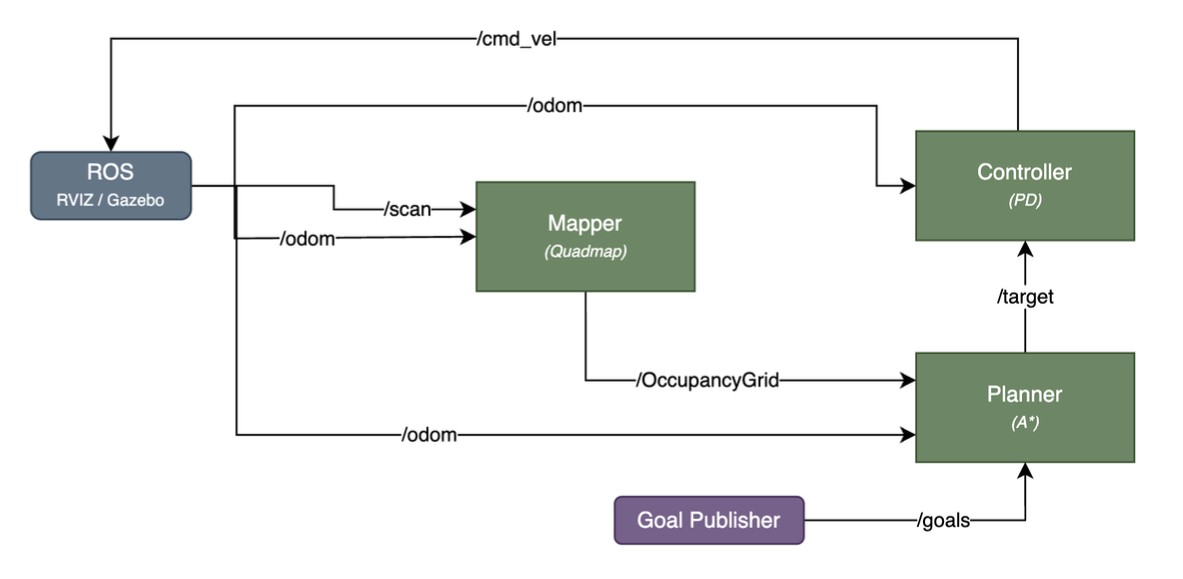 /cmd_vel
/odom
ROS
RVIZ / Gazebo
Controller
(PD)
/scan
/odom
Mapper
(Quadmap)
/target
/OccupancyGrid
Planner
(A*)
/odom
Goal Publisher
/goals